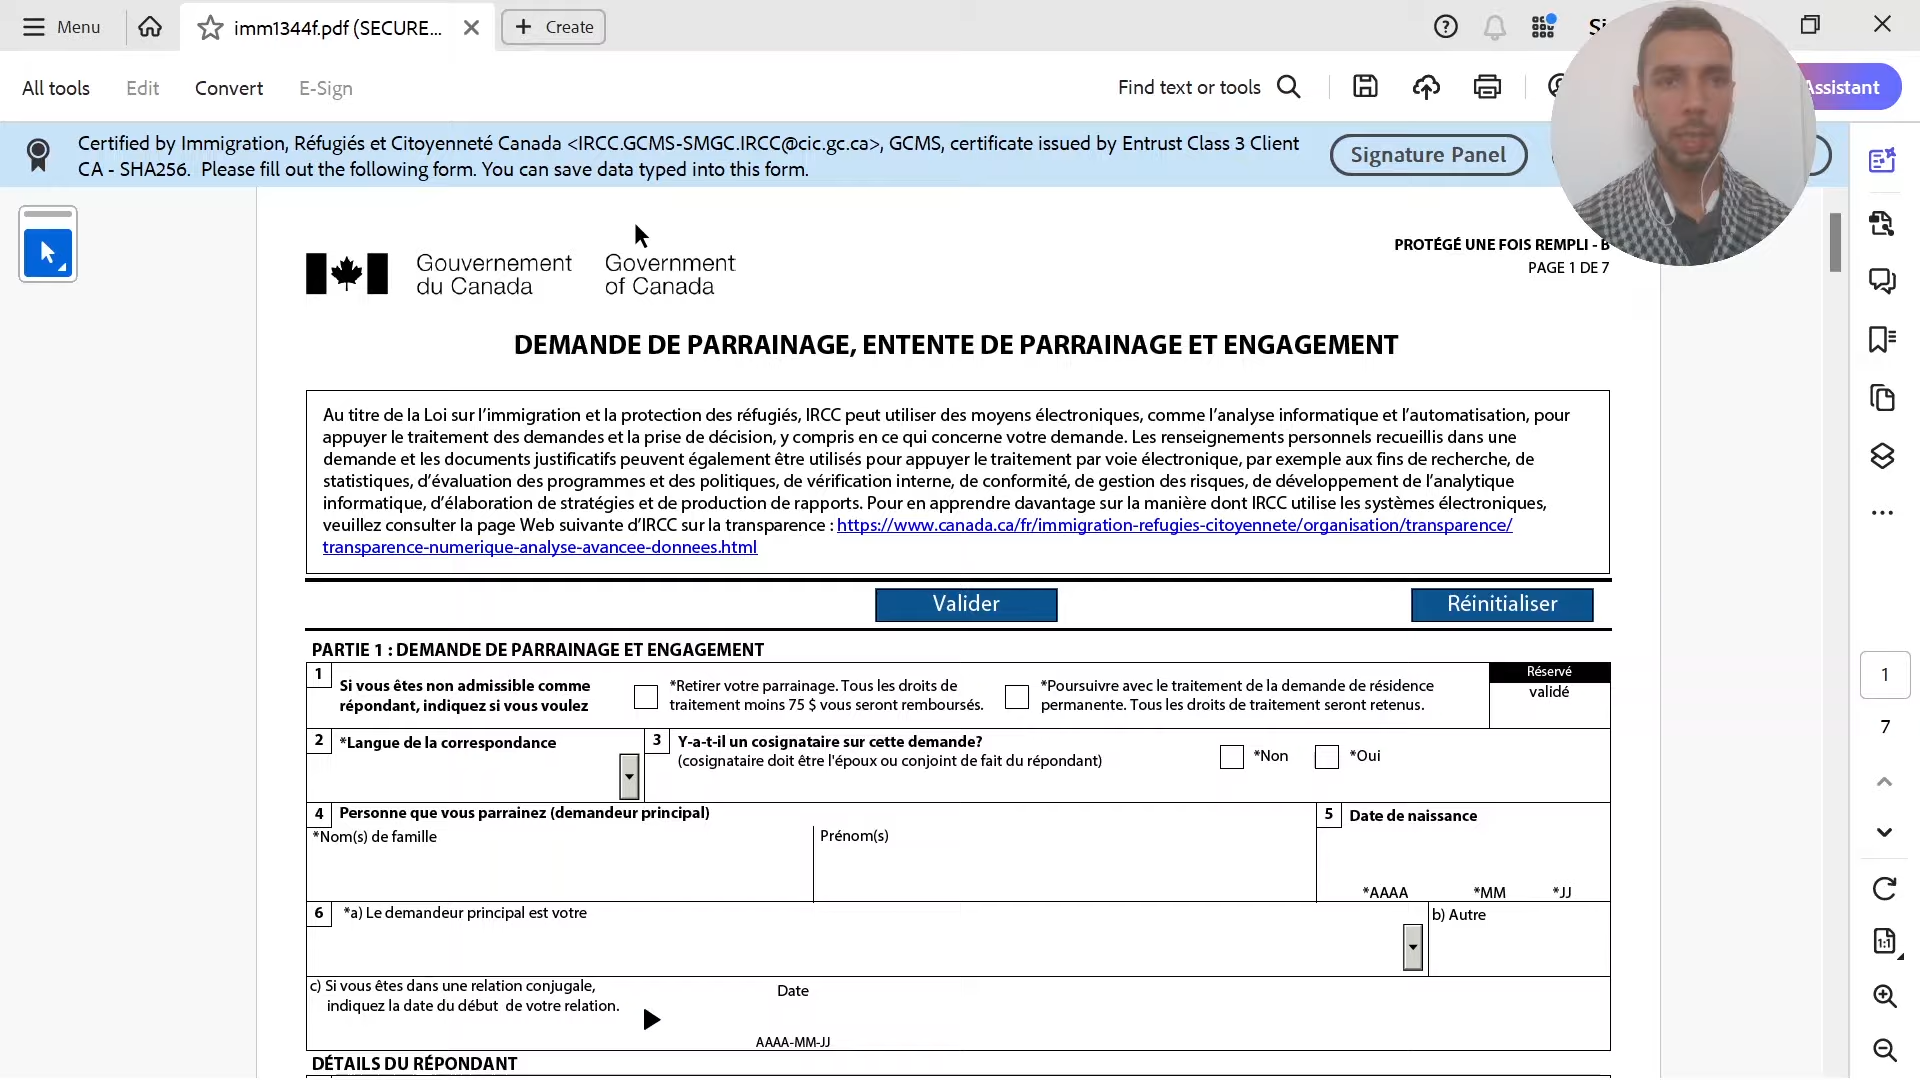 Menu
imm1344f.pdf (SECURE...
Create
All tools
Edit
Convert
E-Sign
Find text or tools
Assistant
Certified by Immigration, Réfugiés et Citoyenneté Canada <IRCC.GCMS-SMGC.IRCC@cic.gc.ca>, GCMS, certificate issued by Entrust Class 3 Client
CA - SHA256. Please fill out the following form. You can save data typed into this form.
Signature Panel
Gouvernement
du Canada
Government
of Canada
PROTÉGÉ UNE FOIS REMPLI - B
PAGE 1 DE 7
DEMANDE DE PARRAINAGE, ENTENTE DE PARRAINAGE ET ENGAGEMENT
Au titre de la Loi sur l'immigration et la protection des réfugiés, IRCC peut utiliser des moyens électroniques, comme l'analyse informatique et l'automatisation, pour
appuyer le traitement des demandes et la prise de décision, y compris en ce qui concerne votre demande. Les renseignements personnels recueillis dans une
demande et les documents justificatifs peuvent également être utilisés pour appuyer le traitement par voie électronique, par exemple aux fins de recherche, de
statistiques, d'évaluation des programmes et des politiques, de vérification interne, de conformité, de gestion des risques, de développement de l'analytique
informatique, d'élaboration de stratégies et de production de rapports. Pour en apprendre davantage sur la manière dont IRCC utilise les systèmes électroniques,
veuillez consulter la page Web suivante d'IRCC sur la transparence : https://www.canada.ca/fr/immigration-refugies-citoyennete/organisation/transparence/
transparence-numerique-analyse-avancee-donnees.html
Valider
Réinitialiser
PARTIE 1 : DEMANDE DE PARRAINAGE ET ENGAGEMENT
1
Si vous êtes non admissible comme
répondant, indiquez si vous voulez
*Retirer votre parrainage. Tous les droits de
traitement moins 75 $ vous seront remboursés.
*Poursuivre avec le traitement de la demande de résidence
permanente. Tous les droits de traitement seront retenus.
Réservé
validé
2
*Langue de la correspondance
3
Y-a-t-il un cosignataire sur cette demande?
(cosignataire doit être l'époux ou conjoint de fait du répondant)
*Non
*Oui
4
Personne que vous parrainez (demandeur principal)
*Nom(s) de famille
Prénom(s)
5
Date de naissance
*AAAA
*MM
*JJ
6
*a) Le demandeur principal est votre
b) Autre
c) Si vous êtes dans une relation conjugale,
indiquez la date du début de votre relation.
Date
AAAA-MM-JJ
DÉTAILS DU RÉPONDANT
1
7
1:1